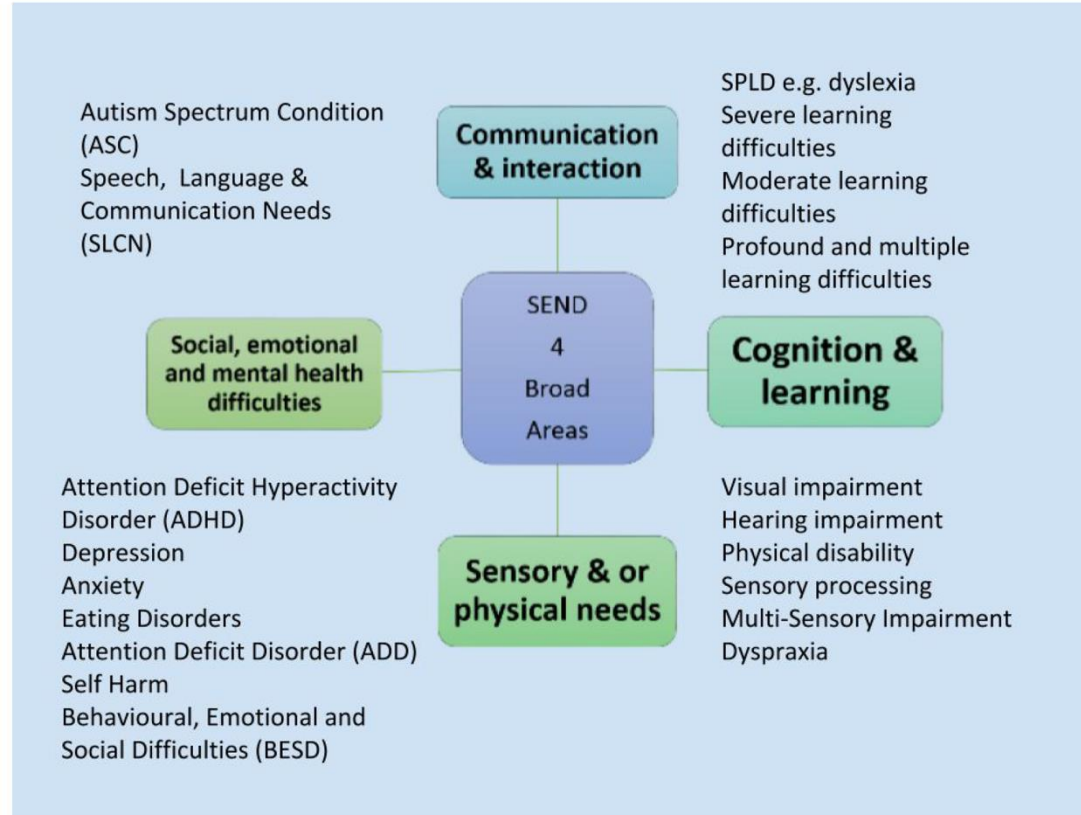 Autism Spectrum Condition
(ASC)
Speech, Language &
Communication Needs
(SLCN)
Communication
& interaction
SPLD e.g. dyslexia
Severe learning
difficulties
Moderate learning
difficulties
Profound and multiple
learning difficulties
Social, emotional
and mental health
difficulties
SEND
4
Broad
Areas
Cognition &
learning
Attention Deficit Hyperactivity
Disorder (ADHD)
Depression
Anxiety
Eating Disorders
Attention Deficit Disorder (ADD)
Self Harm
Behavioural, Emotional and
Social Difficulties (BESD)
Sensory & or
physical needs
Visual impairment
Hearing impairment
Physical disability
Sensory processing
Multi-Sensory Impairment
Dyspraxia